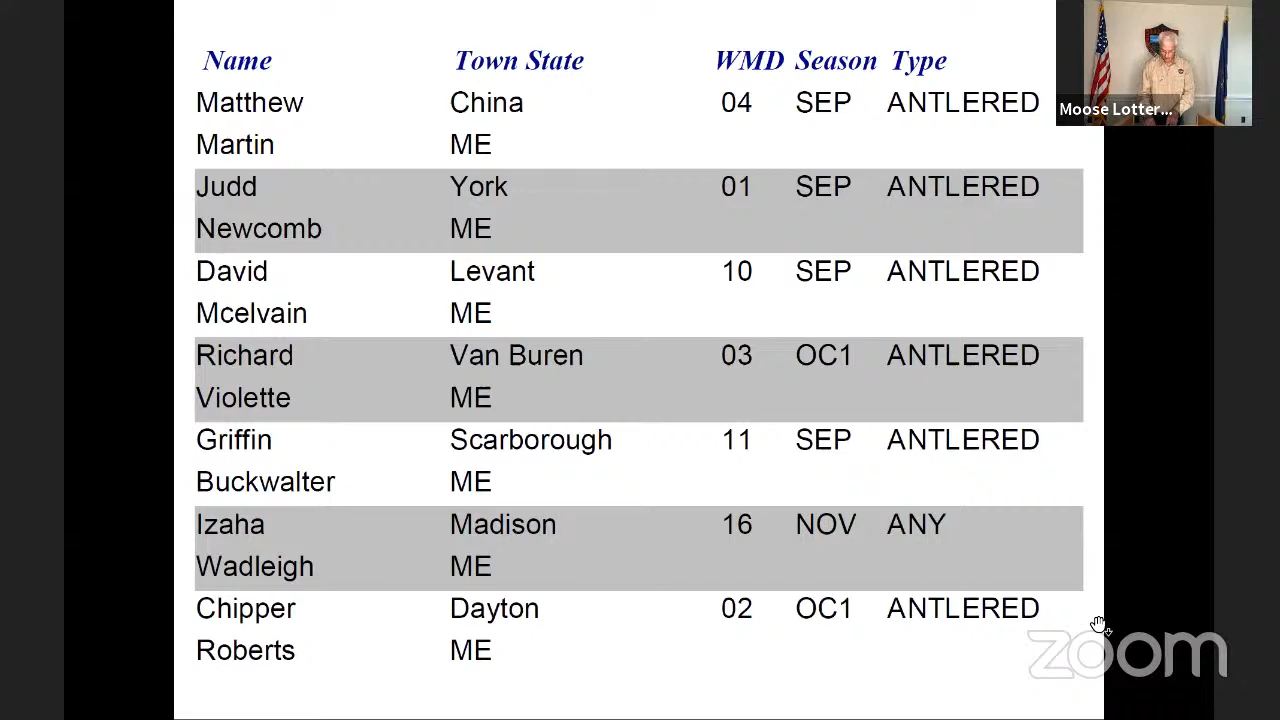 Name Town State WMD Season Type
Matthew China 04 SEP ANTLERED
Martin ME
Judd York 01 SEP ANTLERED
Newcomb ME
David Levant 10 SEP ANTLERED
Mcelvain ME
Richard Van Buren 03 OC1 ANTLERED
Violette ME
Griffin Scarborough 11 SEP ANTLERED
Buckwalter ME
Izaha Madison 16 NOV ANY
Wadleigh ME
Chipper Dayton 02 OC1 ANTLERED
Roberts ME
Moose Lotter...
zoom